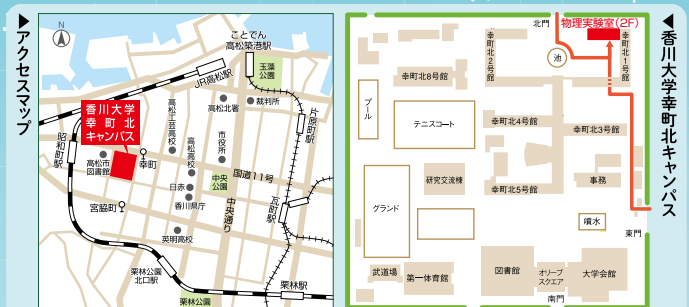 ▶アクセスマップ
N
ことでん
高松築港駅
玉藻
公園
JR高松駅
香川大学
幸町北
キャンパス
高松工芸高校
高松北署
裁判所
片原町駅
昭和町駅
高松高校
市役所
高松市
図書館
幸町
国道11号
中央
公園
日赤
香川県庁
宮脇町
中央通り
瓦町駅
英明高校
栗林公園
北口駅
栗林駅
栗林公園
◀香川大学幸町北キャンパス
北門
物理実験室(2F)
池
幸町北2号館
幸町北1号館
幸町北8号館
プール
テニスコート
幸町北4号館
幸町北3号館
研究交流棟
幸町北5号館
事務
グランド
噴水
東門
武道場
第一体育館
図書館
オリーブ
スクエア
大学会館
南門